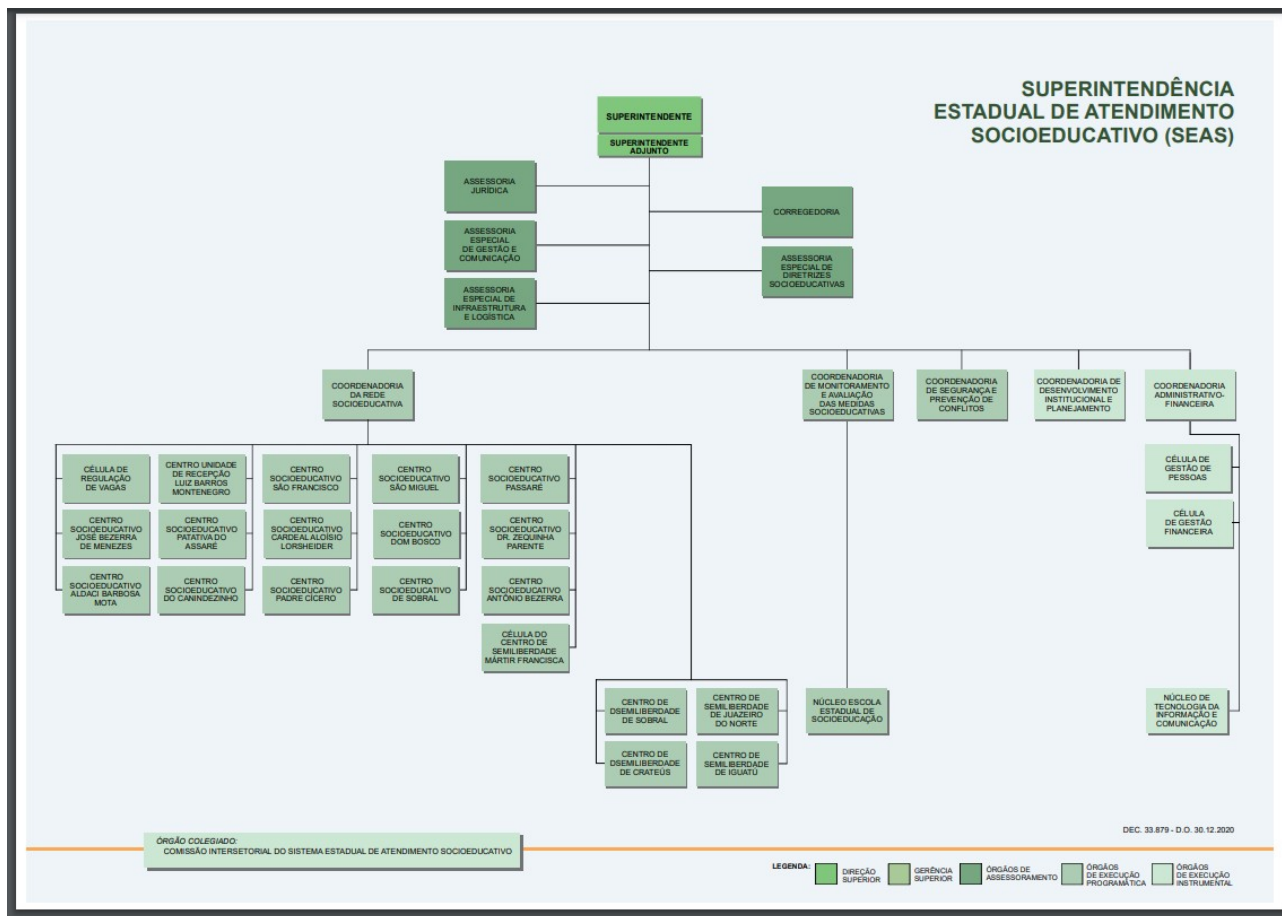 SUPERINTENDÊNCIA
ESTADUAL DE ATENDIMENTO
SOCIOEDUCATIVO (SEAS)
SUPERINTENDENTE
SUPERINTENDENTE
ADJUNTO
ASSESSORIA
JURÍDICA
CORREGEDORIA
ASSESSORIA
ESPECIAL
DE GESTÃO E
COMUNICAÇÃO
ASSESSORIA
ESPECIAL DE
DIRETRIZES
SOCIOEDUCATIVAS
ASSESSORIA
ESPECIAL DE
INFRAESTRUTURA
E LOGÍSTICA
COORDENADORIA
DA REDE
SOCIOEDUCATIVA
COORDENADORIA
DE MONITORAMENTO
E AVALIAÇÃO
DAS MEDIDAS
SOCIOEDUCATIVAS
COORDENADORIA
DE SEGURANÇA E
PREVENÇÃO DE
CONFLITOS
COORDENADORIA DE
DESENVOLVIMENTO
INSTITUCIONAL E
PLANEJAMENTO
COORDENADORIA
ADMINISTRATIVO-
FINANCEIRA
CÉLULA DE
REGULAÇÃO
DE VAGAS
CENTRO UNIDADE
DE RECEPÇÃO
LUIZ BARROS
MONTENEGRO
CENTRO
SOCIOEDUCATIVO
SÃO FRANCISCO
CENTRO
SOCIOEDUCATIVO
SÃO MIGUEL
CENTRO
SOCIOEDUCATIVO
PASSARÉ
CÉLULA DE
GESTÃO DE
PESSOAS
CENTRO
SOCIOEDUCATIVO
JOSÉ BEZERRA
DE MENEZES
CENTRO
SOCIOEDUCATIVO
PATATIVA DO
ASSARÉ
CENTRO
SOCIOEDUCATIVO
CARDEAL ALOÍSIO
LORSHEIDER
CENTRO
SOCIOEDUCATIVO
DOM BOSCO
CENTRO
SOCIOEDUCATIVO
DR. ZEQUINHA
PARENTE
CÉLULA
DE GESTÃO
FINANCEIRA
CENTRO
SOCIOEDUCATIVO
ALDACI BARBOSA
MOTA
CENTRO
SOCIOEDUCATIVO
DO CANINDEZINHO
CENTRO
SOCIOEDUCATIVO
PADRE CÍCERO
CENTRO
SOCIOEDUCATIVO
DE SOBRAL
CENTRO
SOCIOEDUCATIVO
ANTÔNIO BEZERRA
CÉLULA DO
CENTRO DE
SEMILIBERDADE
MÁRTIR FRANCISCA
CENTRO DE
DSEMILIBERDADE
DE SOBRAL
CENTRO DE
SEMILIBERDADE
DE JUAZEIRO
DO NORTE
NÚCLEO ESCOLA
ESTADUAL DE
SOCIOEDUCAÇÃO
NÚCLEO DE
TECNOLOGIA DA
INFORMAÇÃO E
COMUNICAÇÃO
CENTRO DE
DSEMILIBERDADE
DE CRATEÚS
CENTRO DE
SEMILIBERDADE
DE IGUATÚ
DEC. 33.879 - D.O. 30.12.2020
ÓRGÃO COLEGIADO:
COMISSÃO INTERSETORIAL DO SISTEMA ESTADUAL DE ATENDIMENTO SOCIOEDUCATIVO
LEGENDA:
DIREÇÃO
SUPERIOR
GERÊNCIA
SUPERIOR
ÓRGÃOS DE
ASSESSORAMENTO
ÓRGÃOS
DE EXECUÇÃO
PROGRAMÁTICA
ÓRGÃOS
DE EXECUÇÃO
INSTRUMENTAL